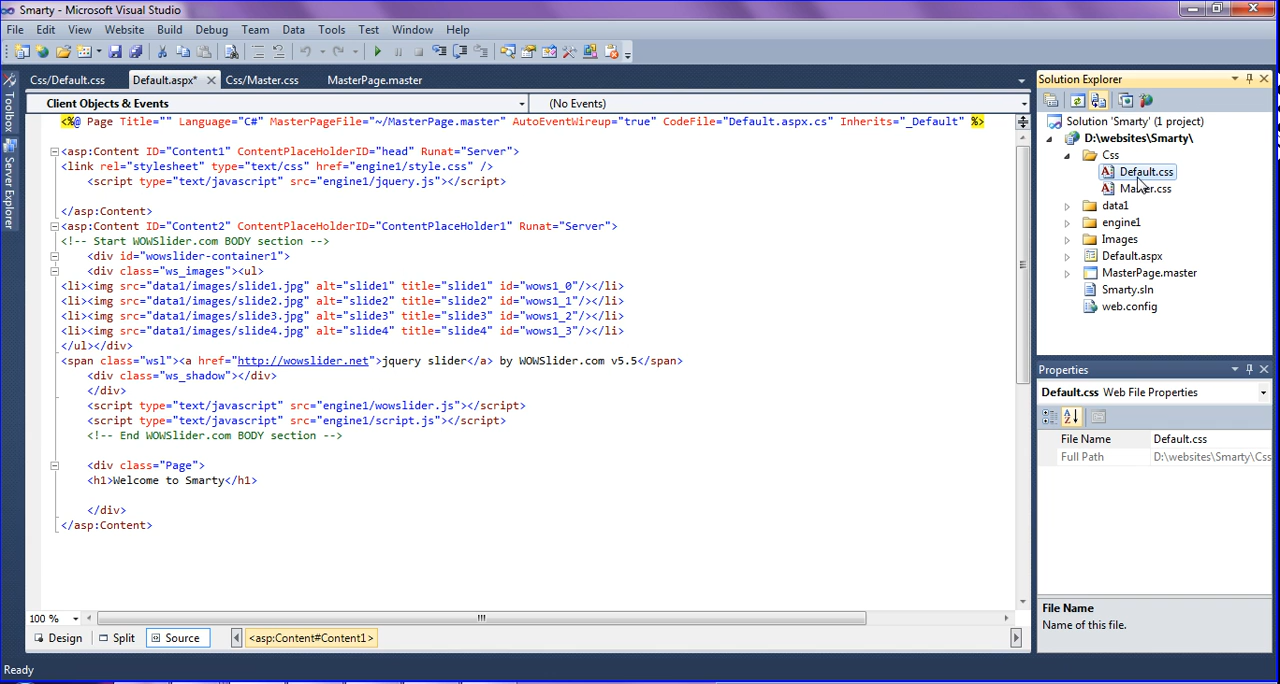 Smarty - Microsoft Visual Studio
File Edit View Website Build Debug Team Data Tools Test Window Help
Css/Default.css Default.aspx* Css/Master.css MasterPage.master
Toolbox
Server Explorer
Client Objects & Events (No Events)
<%@ Page Title="" Language="C#" MasterPageFile="~/MasterPage.master" AutoEventWireup="true" CodeFile="Default.aspx.cs" Inherits="_Default" %>
<asp:Content ID="Content1" ContentPlaceHolderID="head" Runat="Server">
<link rel="stylesheet" type="text/css" href="engine1/style.css" />
<script type="text/javascript" src="engine1/jquery.js"></script>
</asp:Content>
<asp:Content ID="Content2" ContentPlaceHolderID="ContentPlaceHolder1" Runat="Server">
<!-- Start WOWSlider.com BODY section -->
<div id="wowslider-container1">
<div class="ws_images"><ul>
<li><img src="data1/images/slide1.jpg" alt="slide1" title="slide1" id="wows1_0"/></li>
<li><img src="data1/images/slide2.jpg" alt="slide2" title="slide2" id="wows1_1"/></li>
<li><img src="data1/images/slide3.jpg" alt="slide3" title="slide3" id="wows1_2"/></li>
<li><img src="data1/images/slide4.jpg" alt="slide4" title="slide4" id="wows1_3"/></li>
</ul></div>
<span class="wsl"><a href="http://wowslider.net">jquery slider</a> by WOWSlider.com v5.5</span>
<div class="ws_shadow"></div>
</div>
<script type="text/javascript" src="engine1/wowslider.js"></script>
<script type="text/javascript" src="engine1/script.js"></script>
<!-- End WOWSlider.com BODY section -->
<div class="Page">
<h1>Welcome to Smarty</h1>
</div>
</asp:Content>
100 %
Design Split Source <asp:Content#Content1>
Ready
Solution Explorer
Solution 'Smarty' (1 project)
D:\websites\Smarty\
Css
Default.css
data1
engine1
Images
Default.aspx
MasterPage.master
Smarty.sln
web.config
Properties
Default.css Web File Properties
File Name Default.css
Full Path D:\websites\Smarty\Css
File Name
Name of this file.